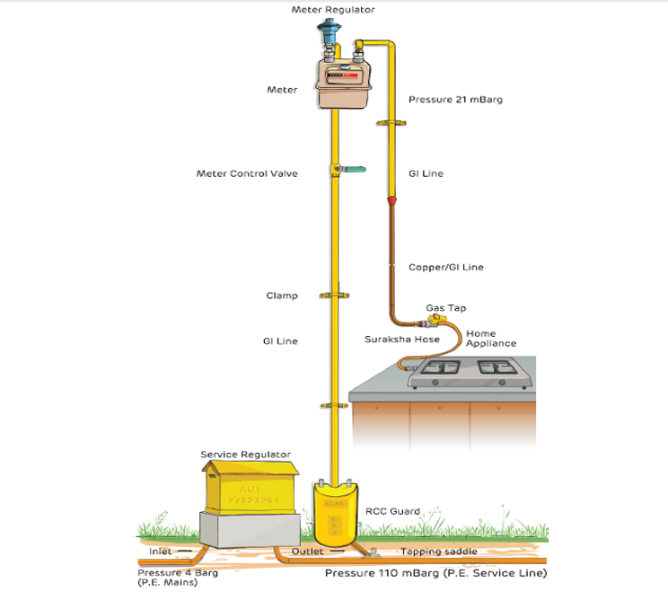 Meter Regulator
Meter
Pressure 21 mBarg
Meter Control Valve
GI Line
Copper/GI Line
Clamp
Gas Tap
GI Line
Suraksha Hose
Home
Appliance
Service Regulator
RCC Guard
Inlet
Outlet
Tapping saddle
Pressure 4 Barg
(P.E. Mains)
Pressure 110 mBarg (P.E. Service Line)